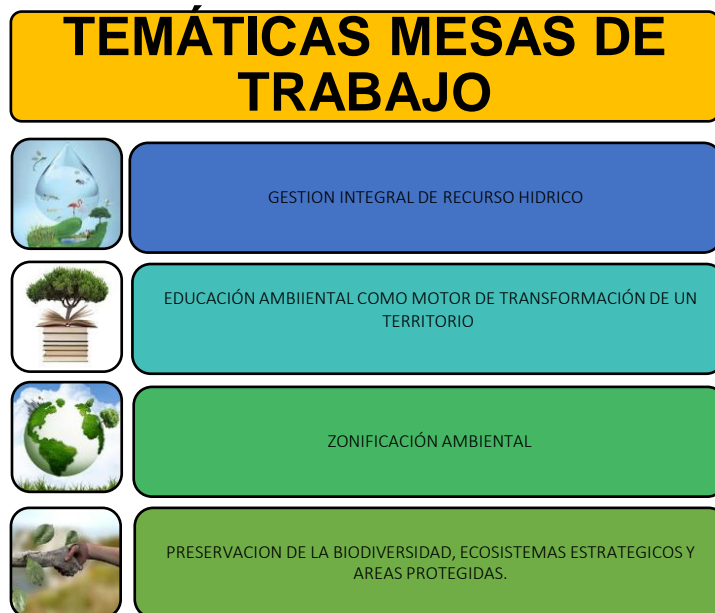 TEMÁTICAS MESAS DE
TRABAJO
GESTION INTEGRAL DE RECURSO HIDRICO
EDUCACIÓN AMBIIENTAL COMO MOTOR DE TRANSFORMACIÓN DE UN
TERRITORIO
ZONIFICACIÓN AMBIENTAL
PRESERVACION DE LA BIODIVERSIDAD, ECOSISTEMAS ESTRATEGICOS Y
AREAS PROTEGIDAS.